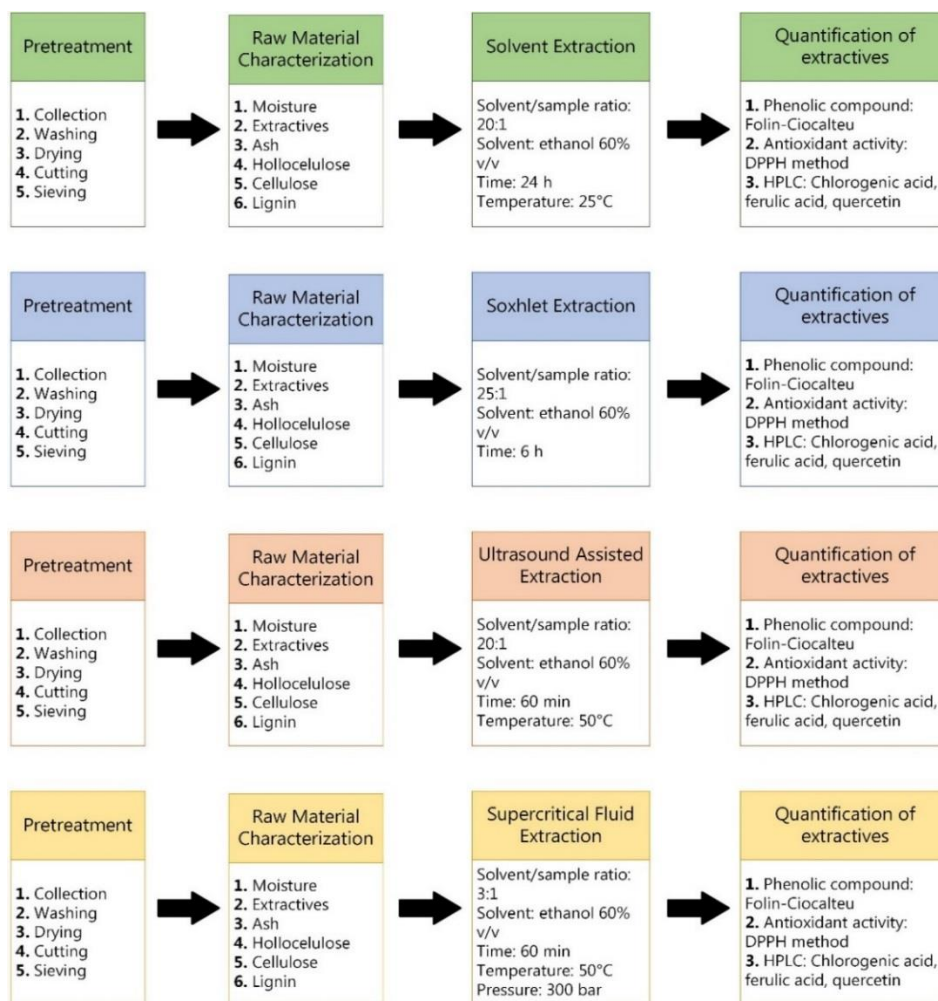 Pretreatment
1. Collection
2. Washing
3. Drying
4. Cutting
5. Sieving
Raw Material
Characterization
1. Moisture
2. Extractives
3. Ash
4. Hollocelulose
5. Cellulose
6. Lignin
Solvent Extraction
Solvent/sample ratio:
20:1
Solvent: ethanol 60%
v/v
Time: 24 h
Temperature: 25°C
Quantification of
extractives
1. Phenolic compound:
Folin-Ciocalteu
2. Antioxidant activity:
DPPH method
3. HPLC: Chlorogenic acid,
ferulic acid, quercetin
Pretreatment
1. Collection
2. Washing
3. Drying
4. Cutting
5. Sieving
Raw Material
Characterization
1. Moisture
2. Extractives
3. Ash
4. Hollocelulose
5. Cellulose
6. Lignin
Soxhlet Extraction
Solvent/sample ratio:
25:1
Solvent: ethanol 60%
v/v
Time: 6 h
Quantification of
extractives
1. Phenolic compound:
Folin-Ciocalteu
2. Antioxidant activity:
DPPH method
3. HPLC: Chlorogenic acid,
ferulic acid, quercetin
Pretreatment
1. Collection
2. Washing
3. Drying
4. Cutting
5. Sieving
Raw Material
Characterization
1. Moisture
2. Extractives
3. Ash
4. Hollocelulose
5. Cellulose
6. Lignin
Ultrasound Assisted
Extraction
Solvent/sample ratio:
20:1
Solvent: ethanol 60%
v/v
Time: 60 min
Temperature: 50°C
Quantification of
extractives
1. Phenolic compound:
Folin-Ciocalteu
2. Antioxidant activity:
DPPH method
3. HPLC: Chlorogenic acid,
ferulic acid, quercetin
Pretreatment
1. Collection
2. Washing
3. Drying
4. Cutting
5. Sieving
Raw Material
Characterization
1. Moisture
2. Extractives
3. Ash
4. Hollocelulose
5. Cellulose
6. Lignin
Supercritical Fluid
Extraction
Solvent/sample ratio:
3:1
Solvent: ethanol 60%
v/v
Time: 60 min
Temperature: 50°C
Pressure: 300 bar
Quantification of
extractives
1. Phenolic compound:
Folin-Ciocalteu
2. Antioxidant activity:
DPPH method
3. HPLC: Chlorogenic acid,
ferulic acid, quercetin